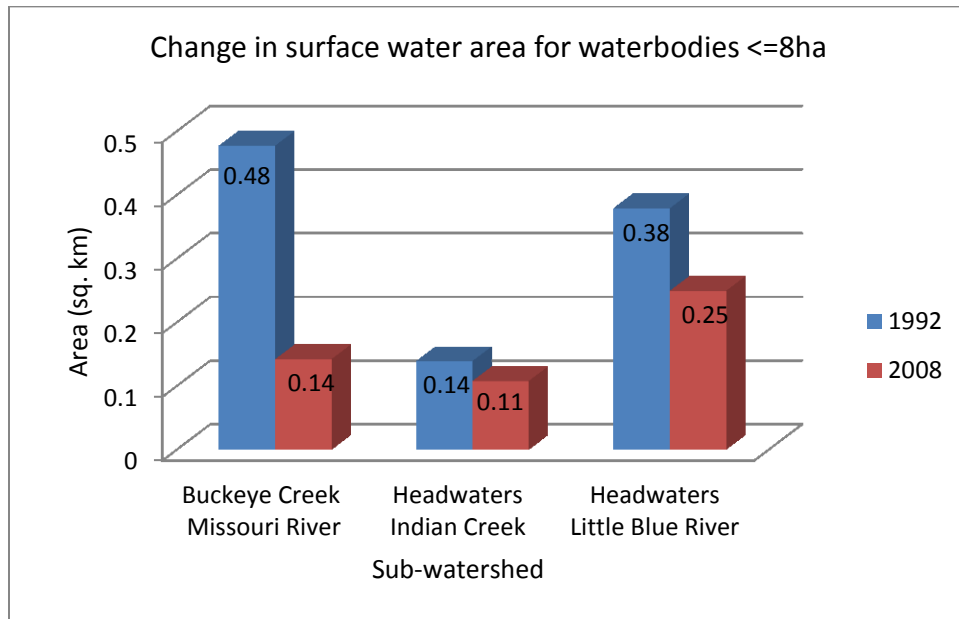 Change in surface water area for waterbodies <=8ha
Area (sq. km)
0.5
0.4
0.3
0.2
0.1
0
0.48
0.14
0.14
0.11
0.38
0.25
1992
2008
Buckeye Creek
Missouri River
Headwaters
Indian Creek
Headwaters
Little Blue River
Sub-watershed